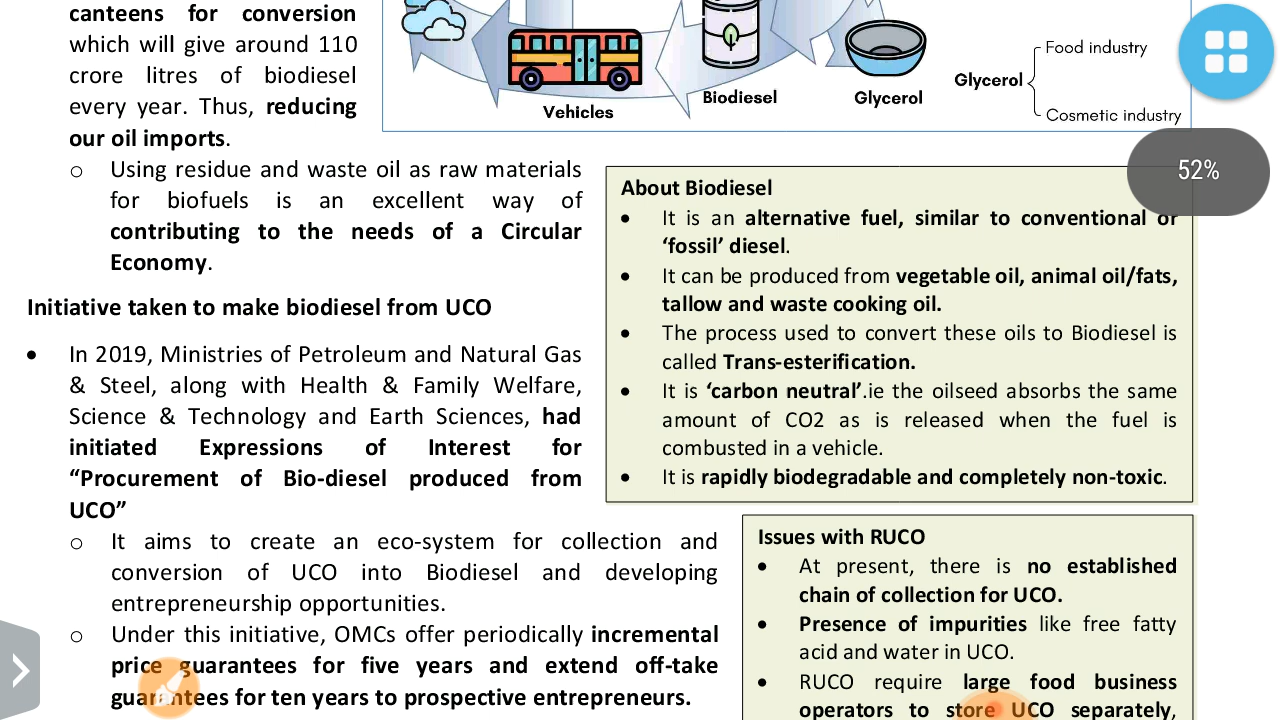 canteens for conversion
which will give around 110
crore litres of biodiesel
every year. Thus, reducing
our oil imports.
Vehicles
Biodiesel
Glycerol
Glycerol
Food industry
Cosmetic industry
52%
o Using residue and waste oil as raw materials
for biofuels is an excellent way of
contributing to the needs of a Circular
Economy.
Initiative taken to make biodiesel from UCO
• In 2019, Ministries of Petroleum and Natural Gas
& Steel, along with Health & Family Welfare,
Science & Technology and Earth Sciences, had
initiated Expressions of Interest for
“Procurement of Bio-diesel produced from
UCO”
o It aims to create an eco-system for collection and
conversion of UCO into Biodiesel and developing
entrepreneurship opportunities.
o Under this initiative, OMCs offer periodically incremental
price guarantees for five years and extend off-take
guarantees for ten years to prospective entrepreneurs.
About Biodiesel
• It is an alternative fuel, similar to conventional or
‘fossil’ diesel.
• It can be produced from vegetable oil, animal oil/fats,
tallow and waste cooking oil.
• The process used to convert these oils to Biodiesel is
called Trans-esterification.
• It is ‘carbon neutral’.ie the oilseed absorbs the same
amount of CO2 as is released when the fuel is
combusted in a vehicle.
• It is rapidly biodegradable and completely non-toxic.
Issues with RUCO
• At present, there is no established
chain of collection for UCO.
• Presence of impurities like free fatty
acid and water in UCO.
• RUCO require large food business
operators to store UCO separately,